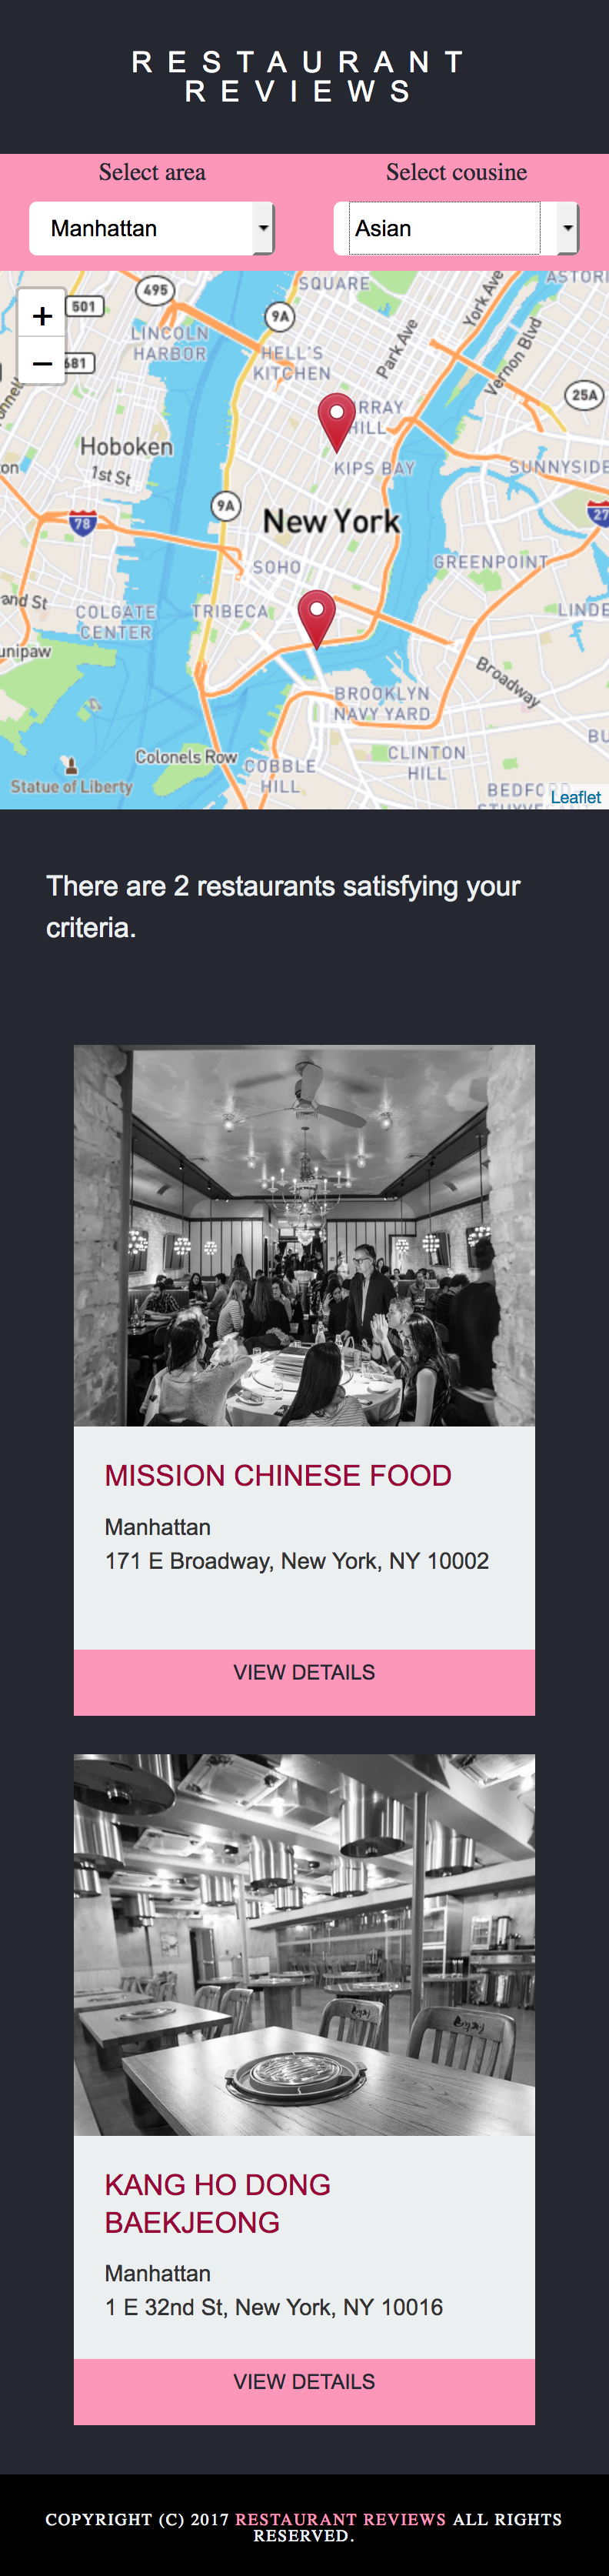 RESTAURANT
REVIEWS
Select area
Select cousine
Manhattan
Asian
+
−
501
495
SQUARE
ASTORI
York Ave
9A
LINCOLN
HARBOR
HELL'S
KITCHEN
Park Ave
Vernon Blvd
681
25A
RRAY
HILL
Hoboken
1st St
KIPS BAY
SUNNYSIDE
on
9A
78
New York
27
SOHO
GREENPOINT
and St
COLGATE
CENTER
TRIBECA
LINDE
unipaw
Broadway
BROOKLYN
NAVY YARD
BU
Colonels Row
COBBLE
HILL
CLINTON
HILL
Statue of Liberty
BEDFO
Leaflet
There are 2 restaurants satisfying your
criteria.
MISSION CHINESE FOOD
Manhattan
171 E Broadway, New York, NY 10002
VIEW DETAILS
KANG HO DONG
BAEKJEONG
Manhattan
1 E 32nd St, New York, NY 10016
VIEW DETAILS
COPYRIGHT (C) 2017 RESTAURANT REVIEWS ALL RIGHTS
RESERVED.